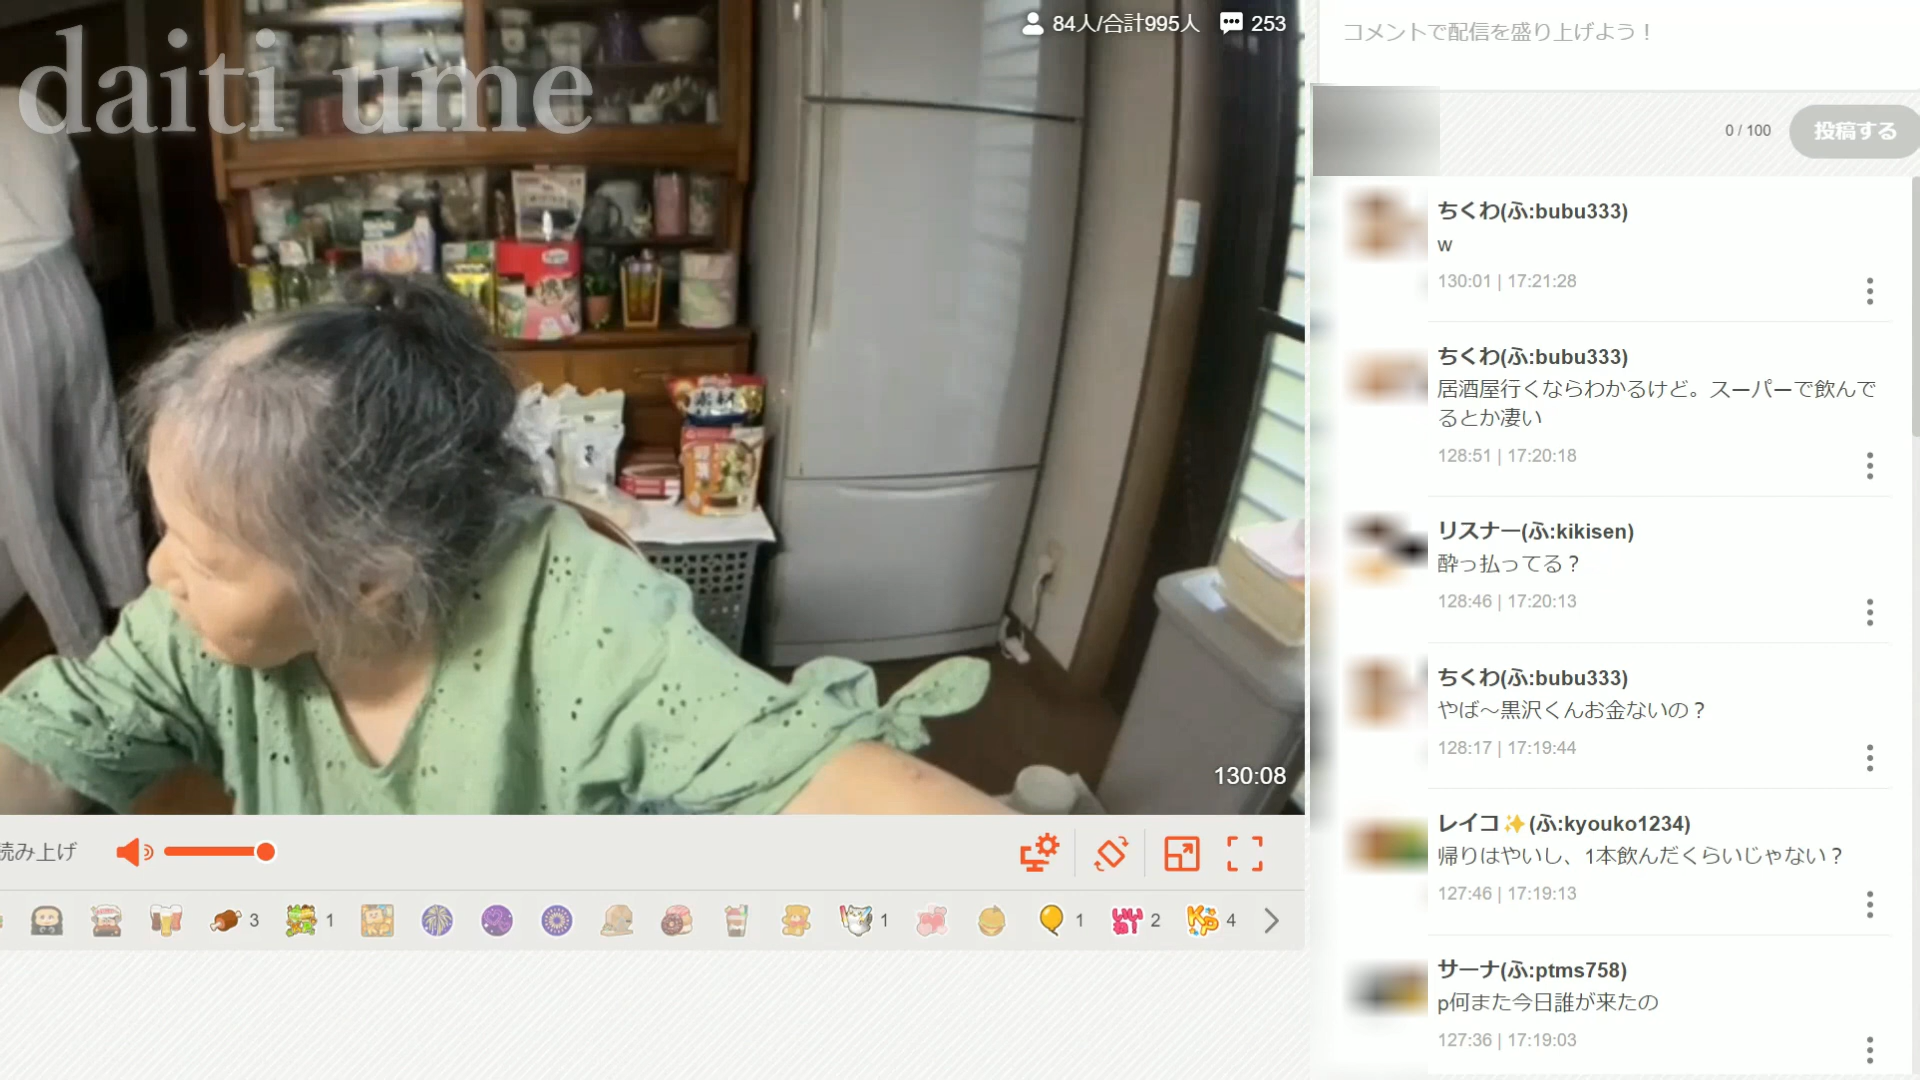 daiti ume
84人/合計995人 253
130:08
読み上げ
3
1
1
1
2
4
コメントで配信を盛り上げよう！
0 / 100
投稿する
ちくわ(ふ:bubu333)
w
130:01 | 17:21:28
ちくわ(ふ:bubu333)
居酒屋行くならわかるけど。スーパーで飲んで
るとか凄い
128:51 | 17:20:18
リスナー(ふ:kikisen)
酔っ払ってる？
128:46 | 17:20:13
ちくわ(ふ:bubu333)
やば〜黒沢くんお金ないの？
128:17 | 17:19:44
レイコ✨(ふ:kyouko1234)
帰りはやいし、1本飲んだくらいじゃない？
127:46 | 17:19:13
サーナ(ふ:ptms758)
p何また今日誰が来たの
127:36 | 17:19:03